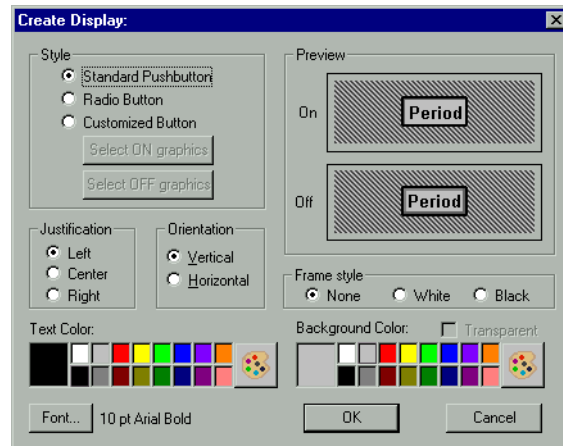 Create Display:
Style
Standard Pushbutton
Radio Button
Customized Button
Select ON graphics
Select OFF graphics
Preview
On
Period
Off
Period
Justification
Left
Center
Right
Orientation
Vertical
Horizontal
Frame style
None
White
Black
Text Color:
Background Color:
Transparent
Font...
10 pt Arial Bold
OK
Cancel